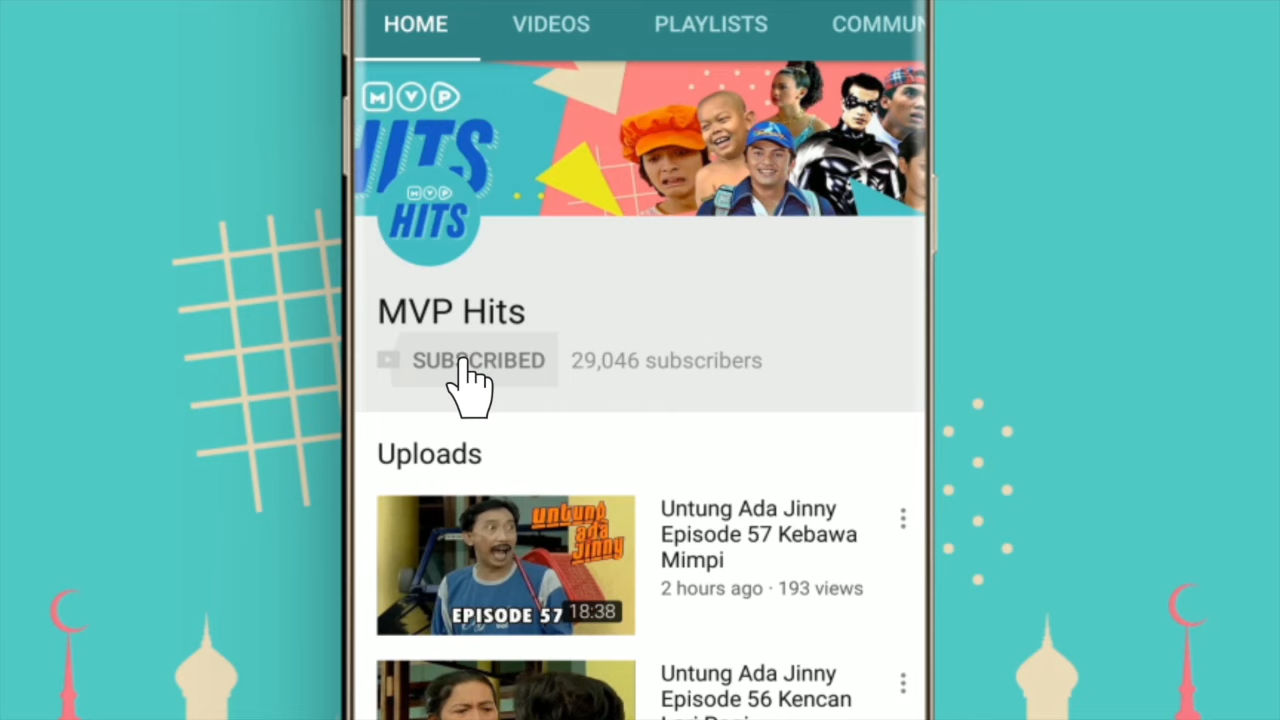 HOME VIDEOS PLAYLISTS COMMUN
MVP
HITS
MVP
HITS
MVP Hits
SUBSCRIBED 29,046 subscribers
Uploads
untung
ada
jinny
EPISODE 57 18:38
Untung Ada Jinny
Episode 57 Kebawa
Mimpi
2 hours ago · 193 views
Untung Ada Jinny
Episode 56 Kencan